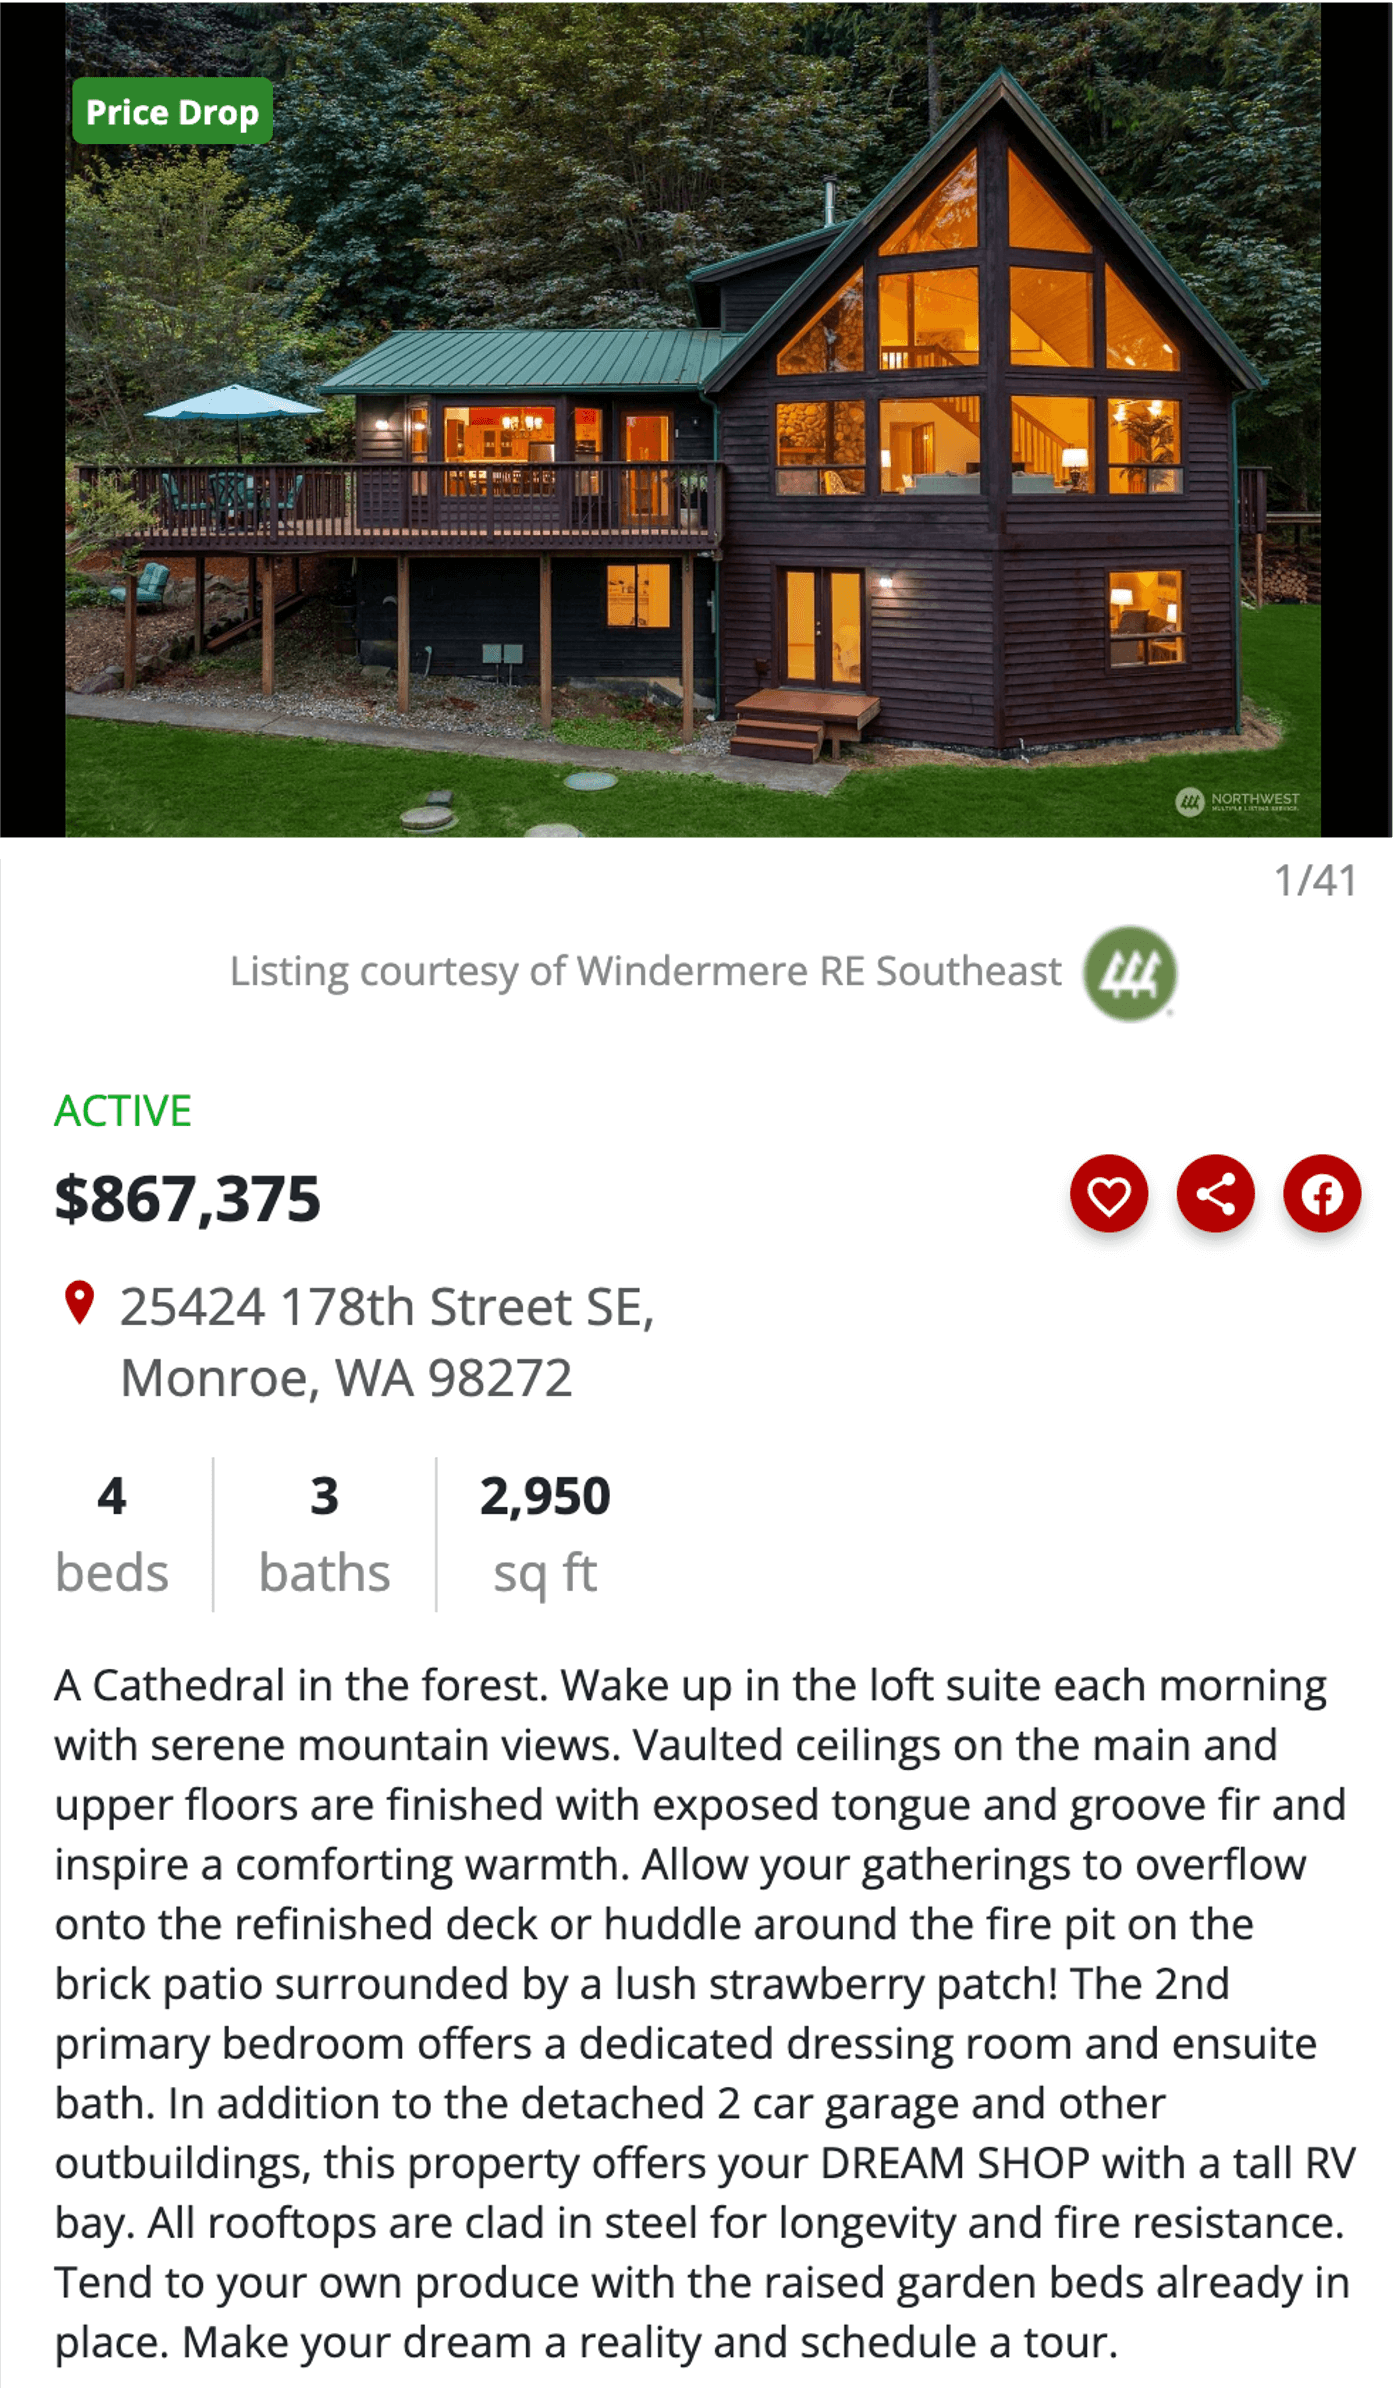 Price Drop
NORTHWEST
MULTIPLE LISTING SERVICE
1/41
Listing courtesy of Windermere RE Southeast
ACTIVE
$867,375
25424 178th Street SE,
Monroe, WA 98272
4 3 2,950
beds baths sq ft
A Cathedral in the forest. Wake up in the loft suite each morning
with serene mountain views. Vaulted ceilings on the main and
upper floors are finished with exposed tongue and groove fir and
inspire a comforting warmth. Allow your gatherings to overflow
onto the refinished deck or huddle around the fire pit on the
brick patio surrounded by a lush strawberry patch! The 2nd
primary bedroom offers a dedicated dressing room and ensuite
bath. In addition to the detached 2 car garage and other
outbuildings, this property offers your DREAM SHOP with a tall RV
bay. All rooftops are clad in steel for longevity and fire resistance.
Tend to your own produce with the raised garden beds already in
place. Make your dream a reality and schedule a tour.